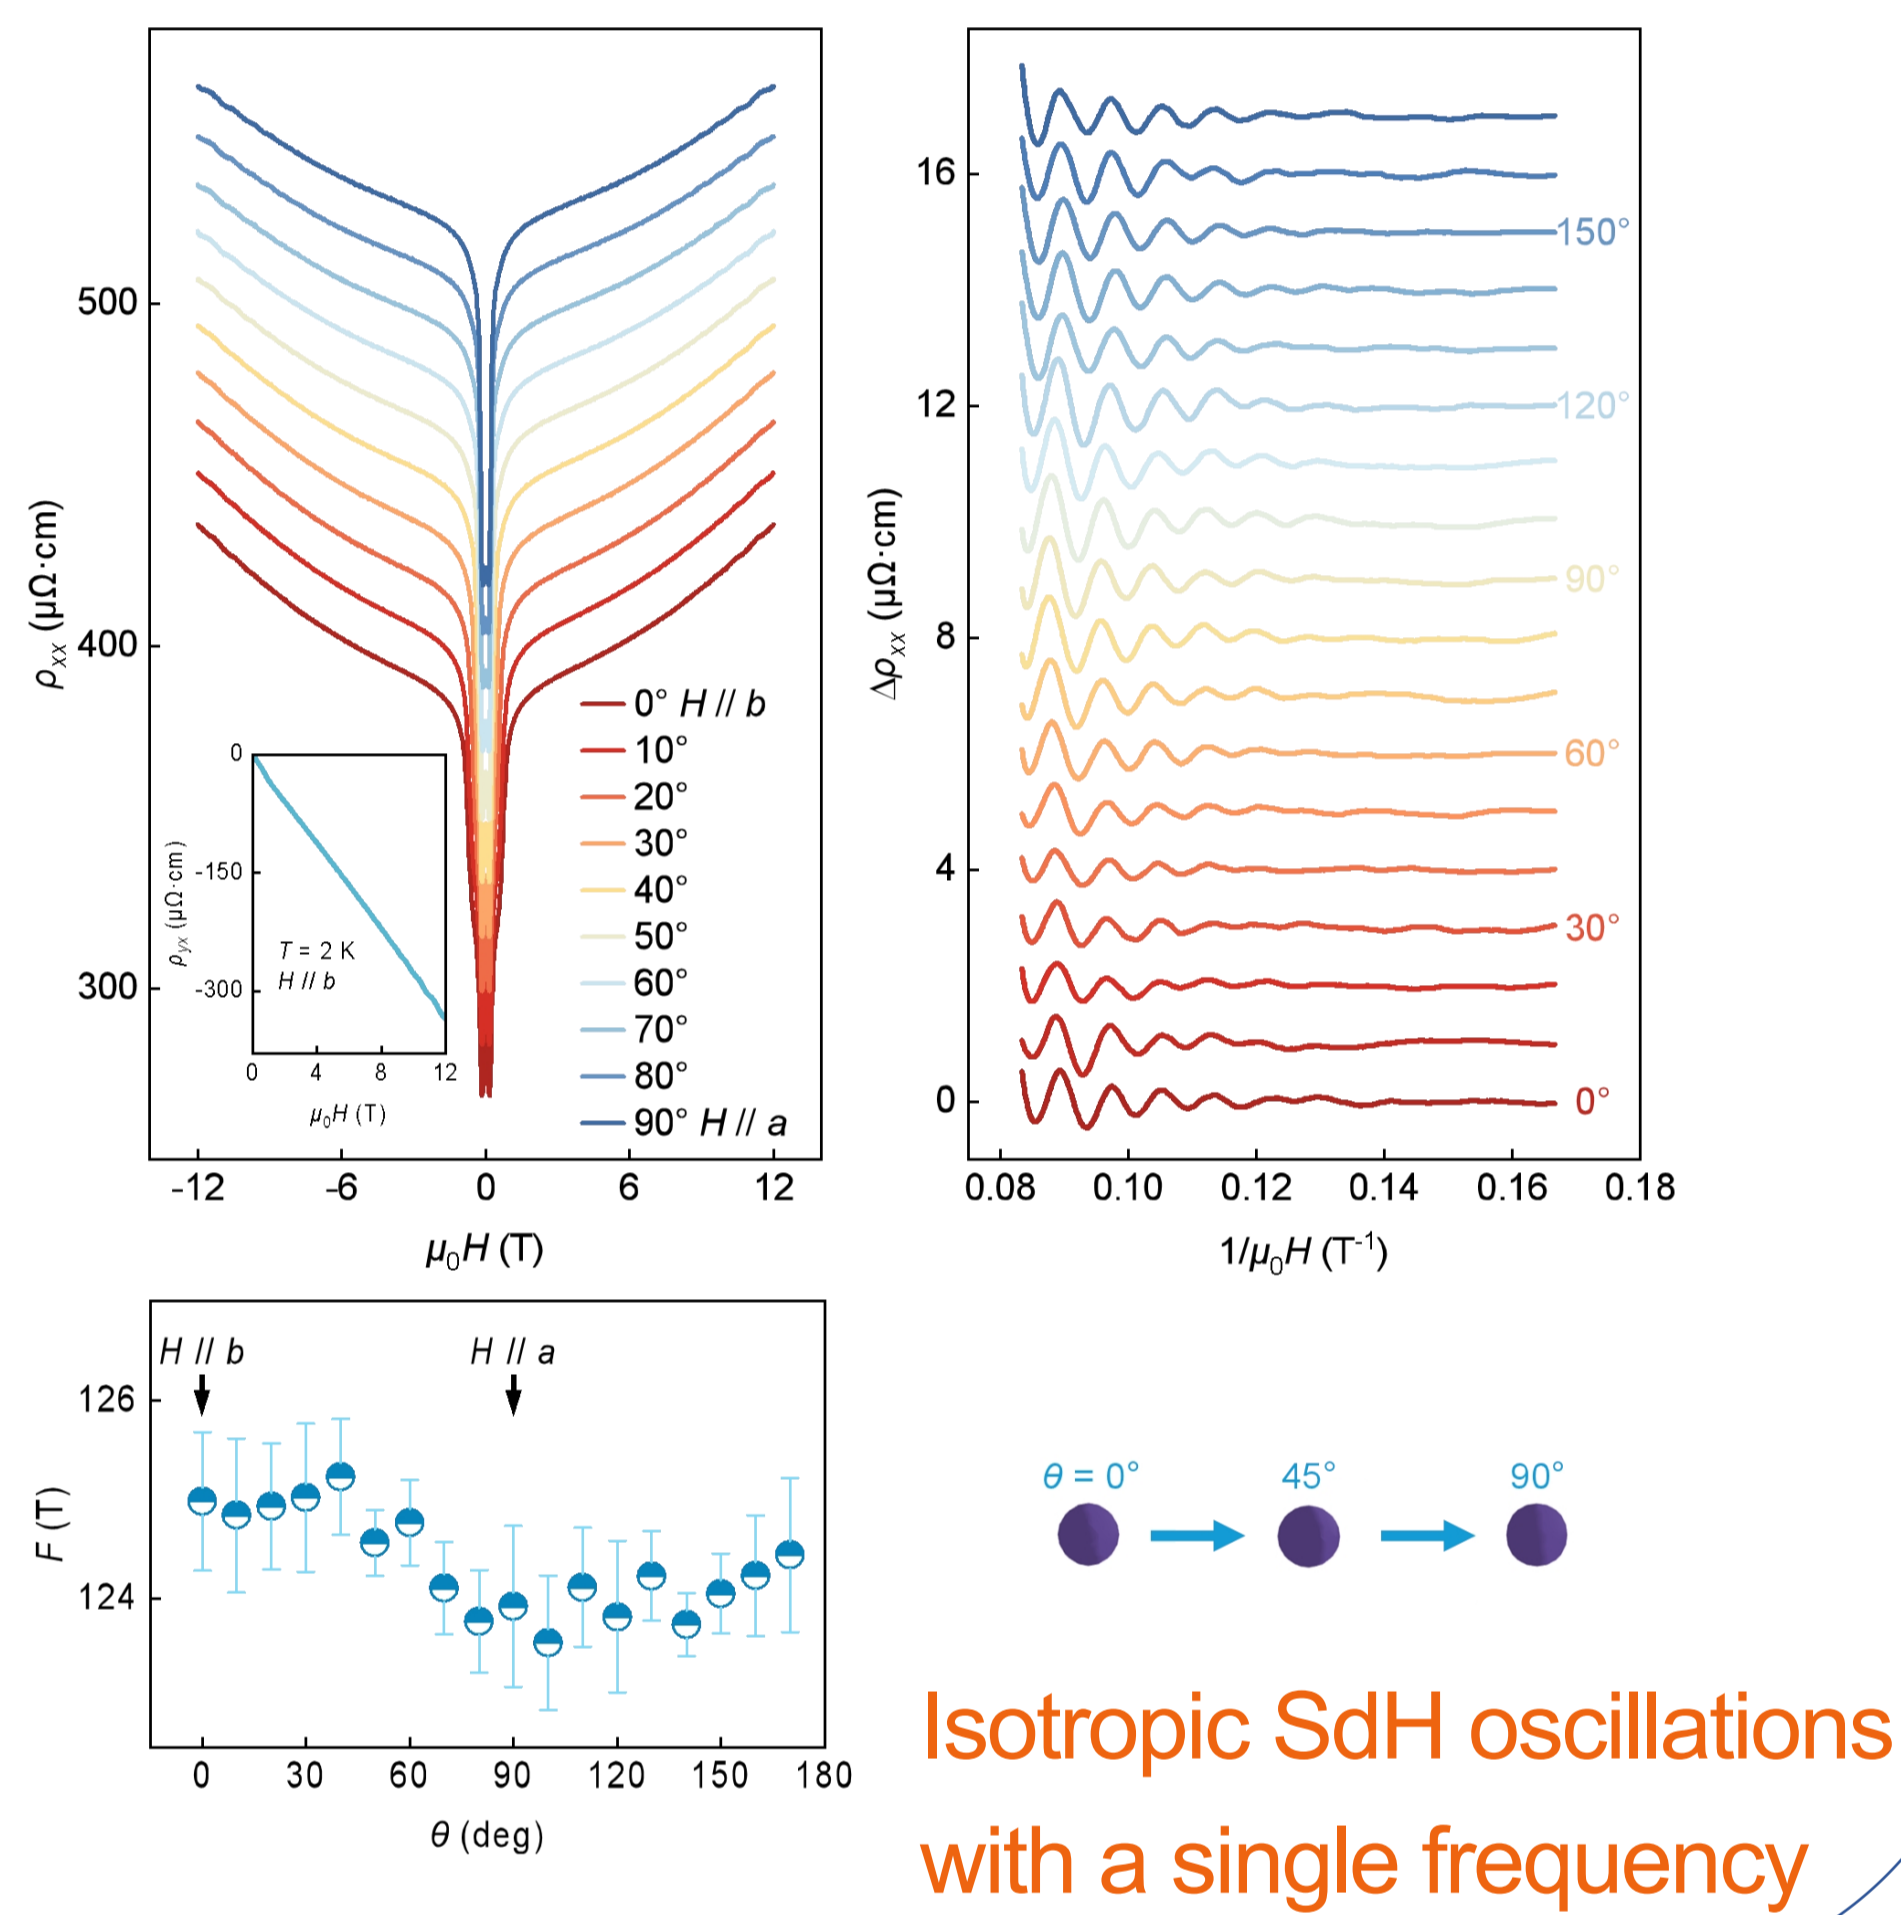 500
400
300
ρxx (μΩ·cm)
0° H // b
10°
20°
30°
40°
50°
60°
70°
80°
90° H // a
0
-150
-300
ρyx (μΩ·cm)
T = 2 K
H // b
0 4 8 12
μ0H (T)
-12 -6 0 6 12
μ0H (T)
16
12
8
4
0
Δρxx (μΩ·cm)
150°
120°
90°
60°
30°
0°
0.08 0.10 0.12 0.14 0.16 0.18
1/μ0H (T-1)
H // b H // a
126
124
F (T)
0 30 60 90 120 150 180
θ (deg)
θ = 0° 45° 90°
Isotropic SdH oscillations
with a single frequency